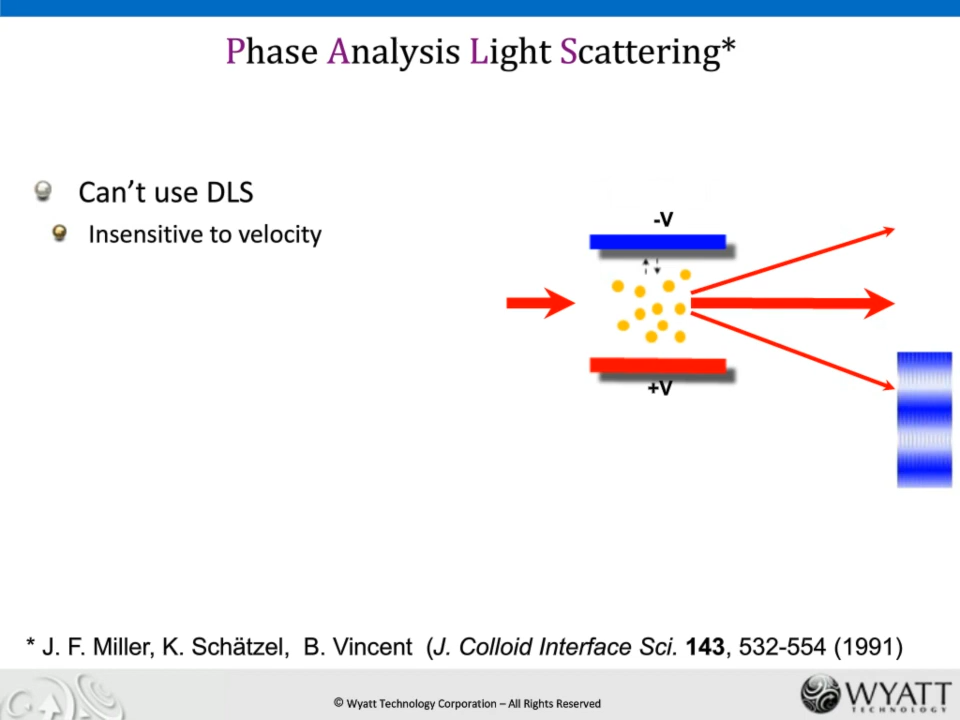 Phase Analysis Light Scattering*
Can't use DLS
Insensitive to velocity
-V
+V
* J. F. Miller, K. Schätzel, B. Vincent (J. Colloid Interface Sci. 143, 532-554 (1991)
© Wyatt Technology Corporation – All Rights Reserved
WYATT
TECHNOLOGY